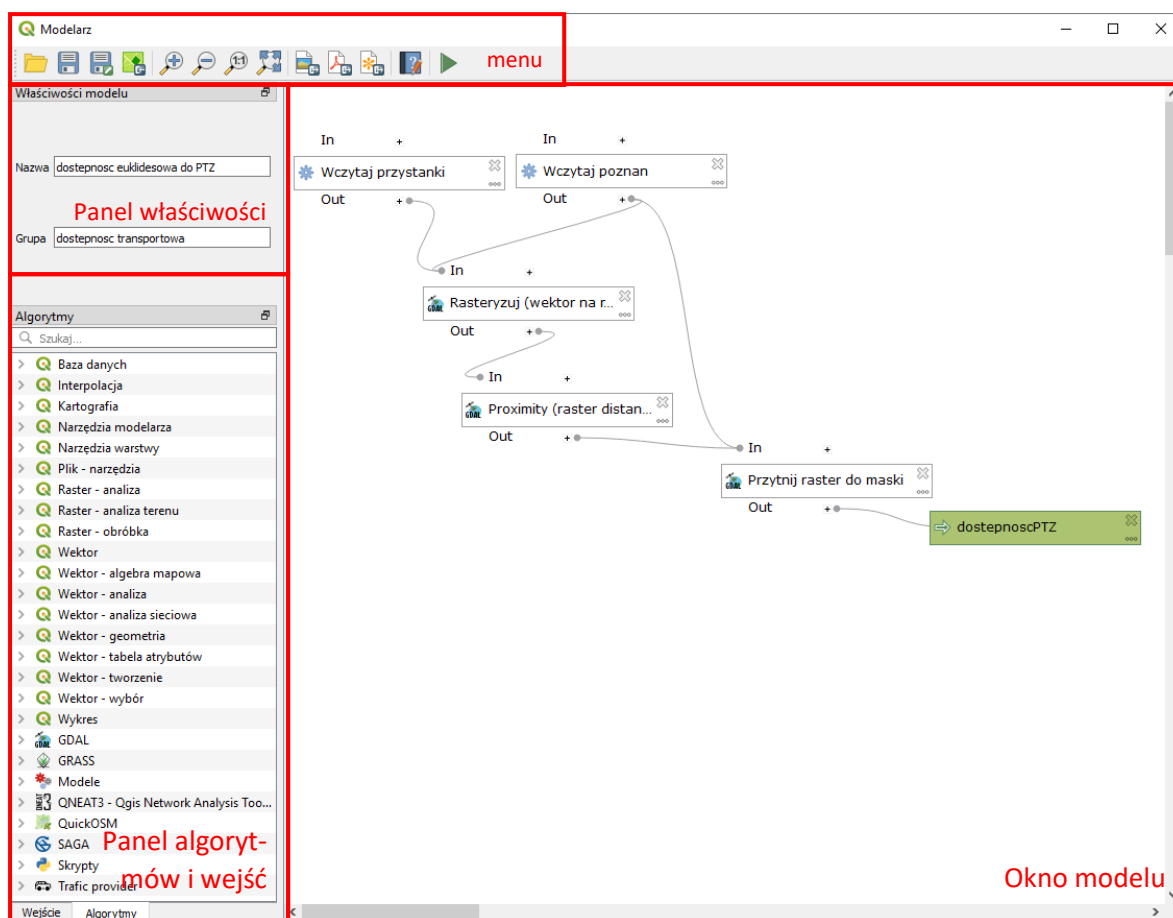 Modelarz
menu
Właściwości modelu
Nazwa dostepnosc euklidesowa do PTZ
Panel właściwości
Grupa dostepnosc transportowa
Algorytmy
Szukaj...
Baza danych
Interpolacja
Kartografia
Narzędzia modelarza
Narzędzia warstwy
Plik - narzędzia
Raster - analiza
Raster - analiza terenu
Raster - obróbka
Wektor
Wektor - algebra mapowa
Wektor - analiza
Wektor - analiza sieciowa
Wektor - geometria
Wektor - tabela atrybutów
Wektor - tworzenie
Wektor - wybór
Wykres
GDAL GDAL
GRASS
Modele
QNEAT3 - Qgis Network Analysis Too...
QuickOSM
SAGA
Skrypty
Trafic provider
Panel algoryt-
mów i wejść
Wejście Algorytmy
In + In +
Wczytaj przystanki Wczytaj poznan
Out + Out +
In +
GDAL Rasteryzuj (wektor na r...
Out +
In +
GDAL Proximity (raster distan...
Out +
In +
GDAL Przytnij raster do maski
Out +
dostepnoscPTZ
Okno modelu